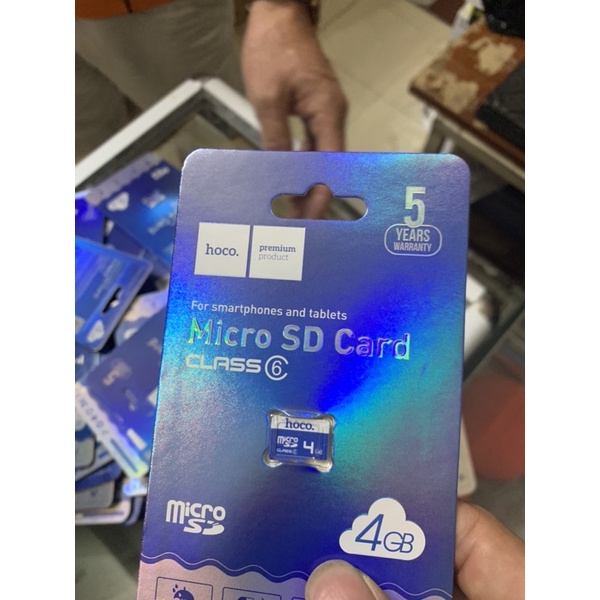 5
YEARS
WARRANTY
hoco.
premium
product
For smartphones and tablets
Micro SD Card
CLASS 6
hoco.
Micro
SD
4
CLASS
Micro
SD
4GB